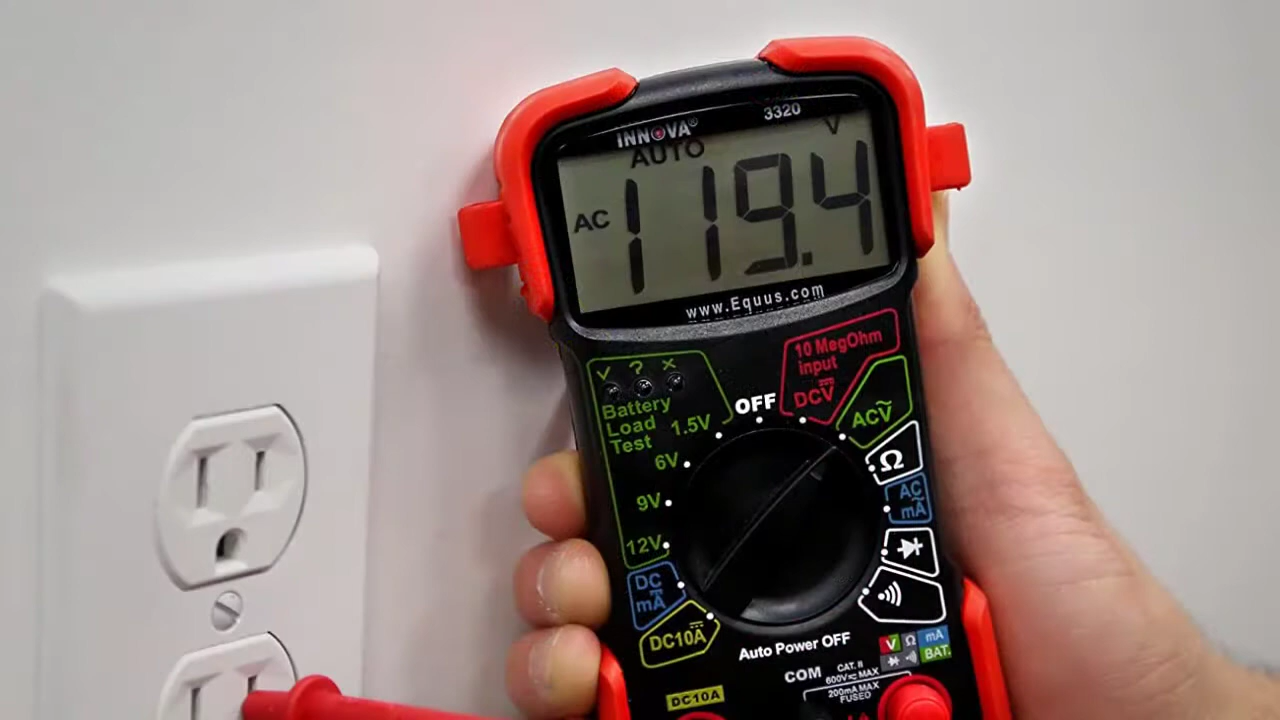 INNOVA® 3320
AUTO V
AC 119.4
www.Equus.com
10 MegOhm
input
DCV
ACV
Ω
AC
mA
OFF
√ ? ×
Battery
Load
Test
1.5V
6V
9V
12V
DC
mA
DC10A
Auto Power OFF
V Ω mA
BAT.
COM
CAT. II
600V MAX
200mA MAX
FUSED
DC10A